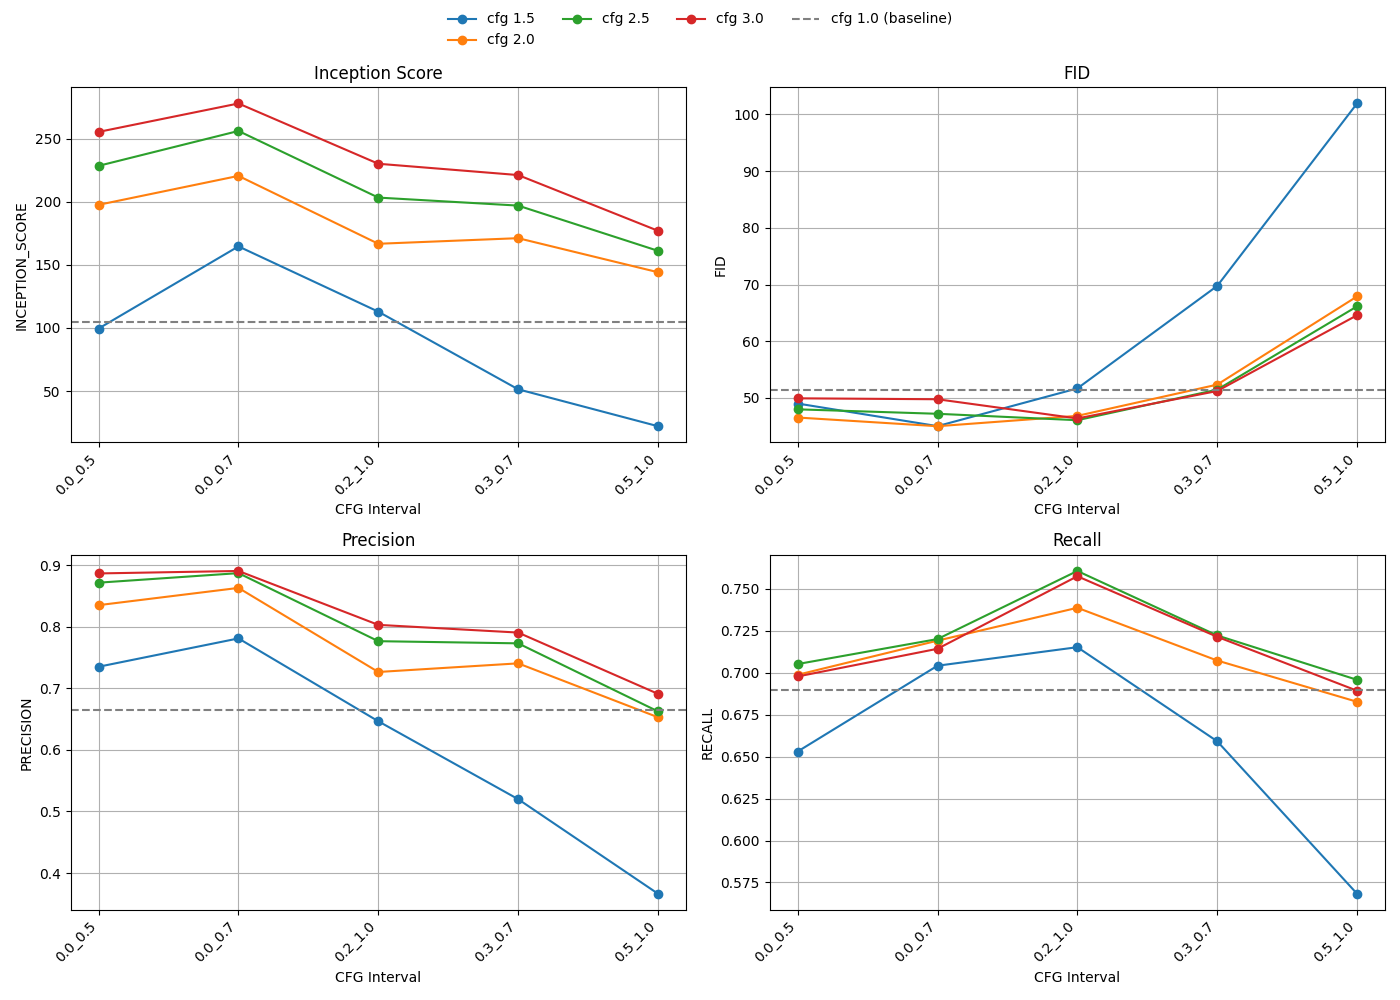 cfg 1.5 cfg 2.5 cfg 3.0 cfg 1.0 (baseline)
cfg 2.0
Inception Score
INCEPTION_SCORE
250
200
150
100
50
0.0_0.5 0.0_0.7 0.2_1.0 0.3_0.7 0.5_1.0
CFG Interval
FID
FID
100
90
80
70
60
50
0.0_0.5 0.0_0.7 0.2_1.0 0.3_0.7 0.5_1.0
CFG Interval
Precision
PRECISION
0.9
0.8
0.7
0.6
0.5
0.4
0.0_0.5 0.0_0.7 0.2_1.0 0.3_0.7 0.5_1.0
CFG Interval
Recall
RECALL
0.750
0.725
0.700
0.675
0.650
0.625
0.600
0.575
0.0_0.5 0.0_0.7 0.2_1.0 0.3_0.7 0.5_1.0
CFG Interval